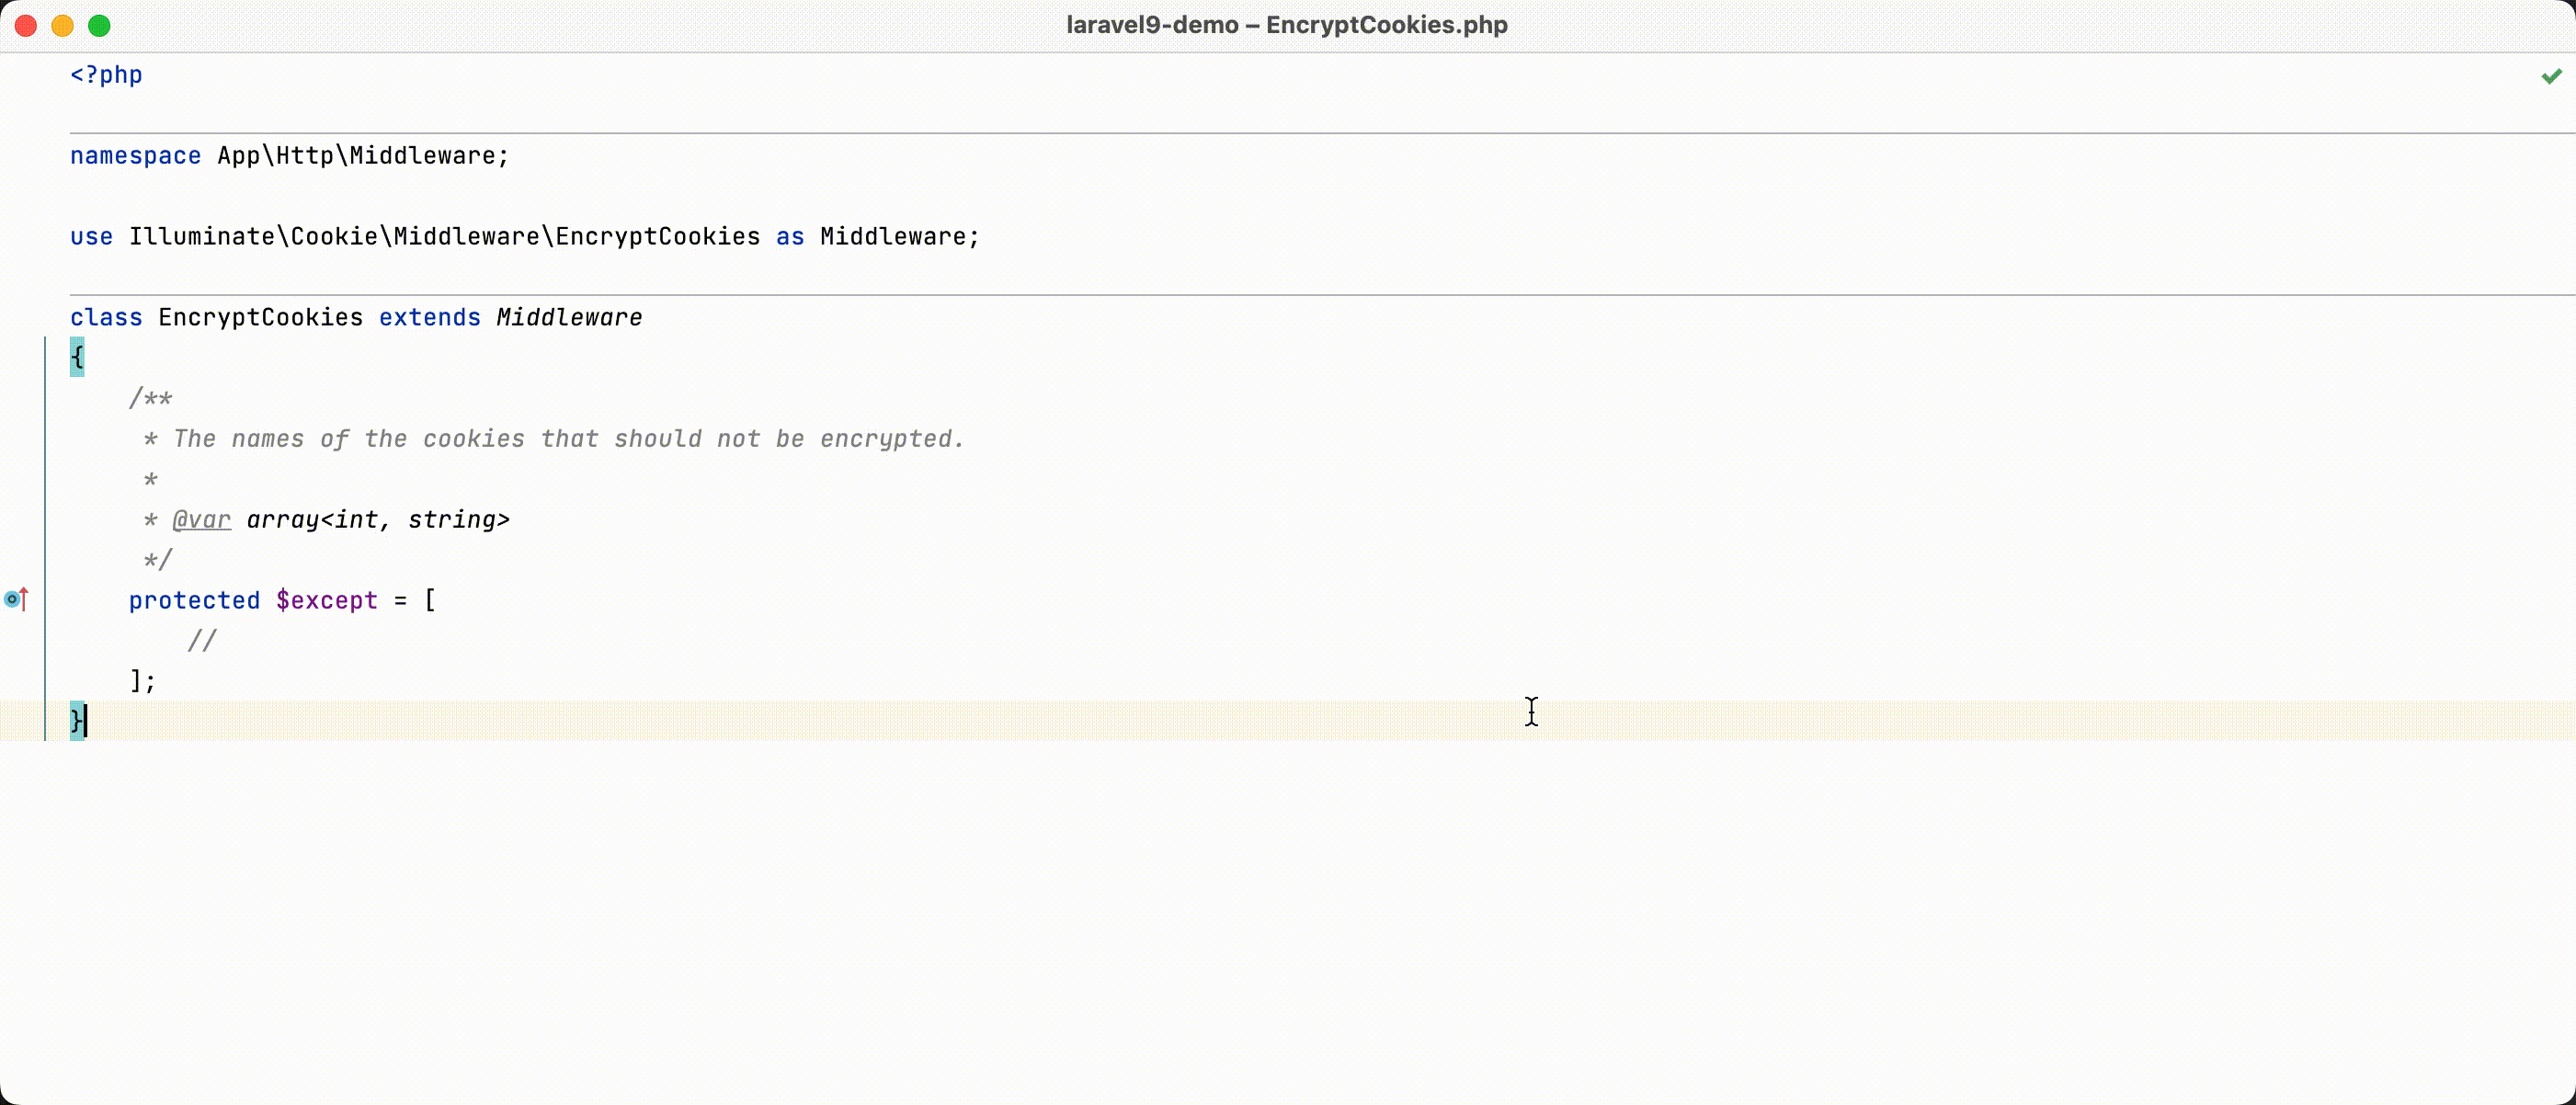 laravel9-demo – EncryptCookies.php
<?php
namespace App\Http\Middleware;
use Illuminate\Cookie\Middleware\EncryptCookies as Middleware;
class EncryptCookies extends Middleware
{
    /**
     * The names of the cookies that should not be encrypted.
     *
     * @var array<int, string>
     */
    protected $except = [
        //
    ];
}